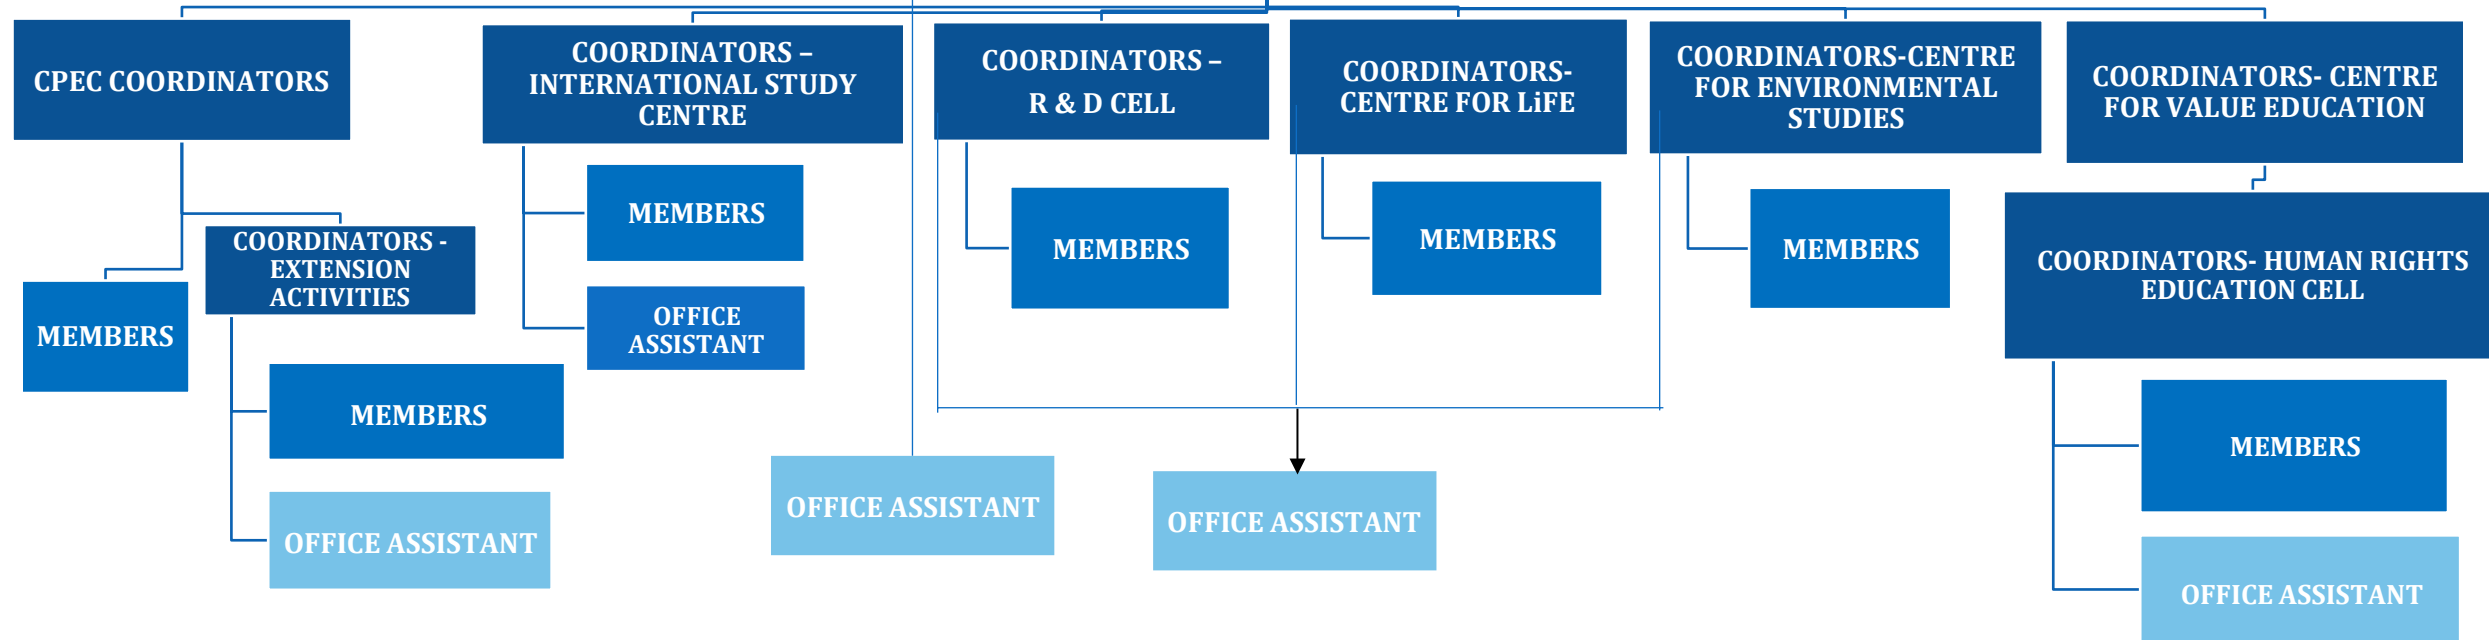 CPEC COORDINATORS
COORDINATORS –
INTERNATIONAL STUDY
CENTRE
COORDINATORS –
R & D CELL
COORDINATORS-
CENTRE FOR LiFE
COORDINATORS-CENTRE
FOR ENVIRONMENTAL
STUDIES
COORDINATORS- CENTRE
FOR VALUE EDUCATION
MEMBERS
COORDINATORS -
EXTENSION
ACTIVITIES
MEMBERS
OFFICE ASSISTANT
MEMBERS
OFFICE
ASSISTANT
OFFICE ASSISTANT
MEMBERS
MEMBERS
OFFICE ASSISTANT
MEMBERS
COORDINATORS- HUMAN RIGHTS
EDUCATION CELL
MEMBERS
OFFICE ASSISTANT